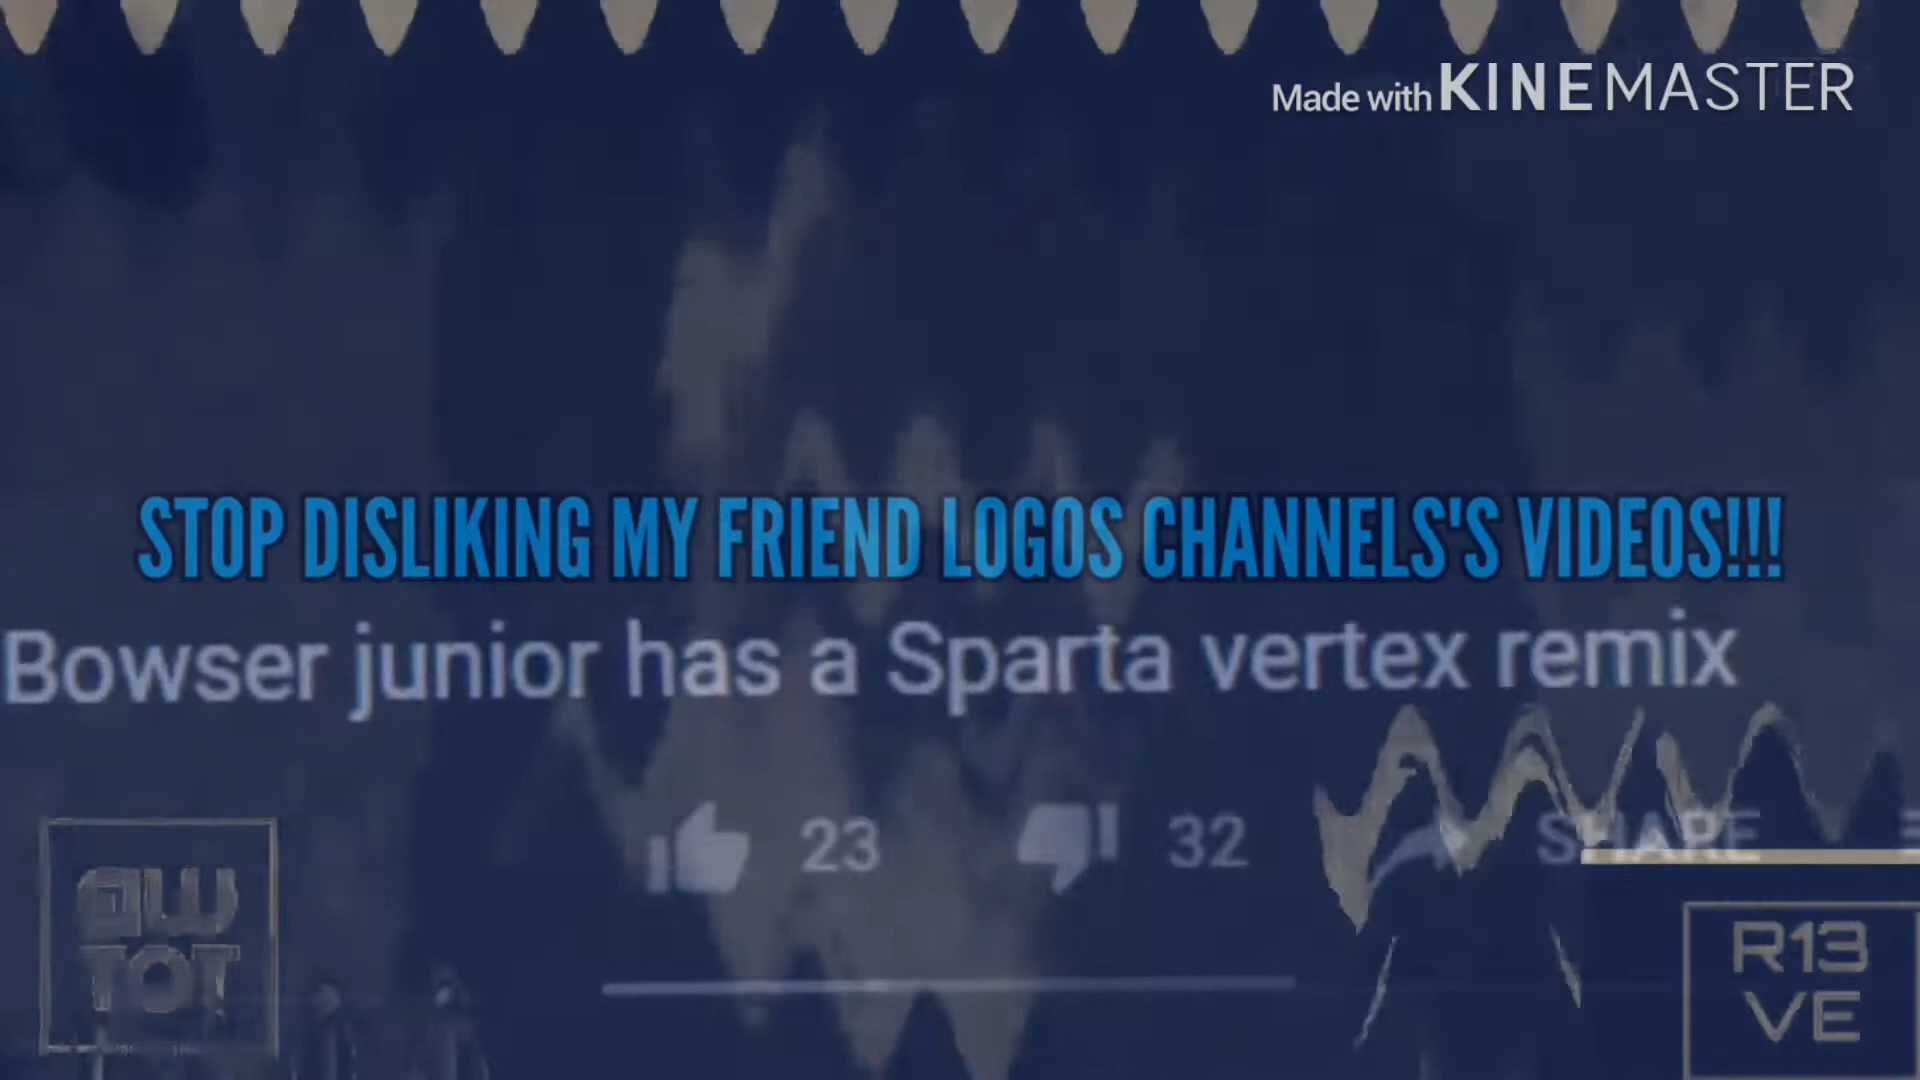 Made with KINEMASTER
STOP DISLIKING MY FRIEND LOGOS CHANNELS'S VIDEOS!!!
Bowser junior has a Sparta vertex remix
23 32 SHARE
R13
VE